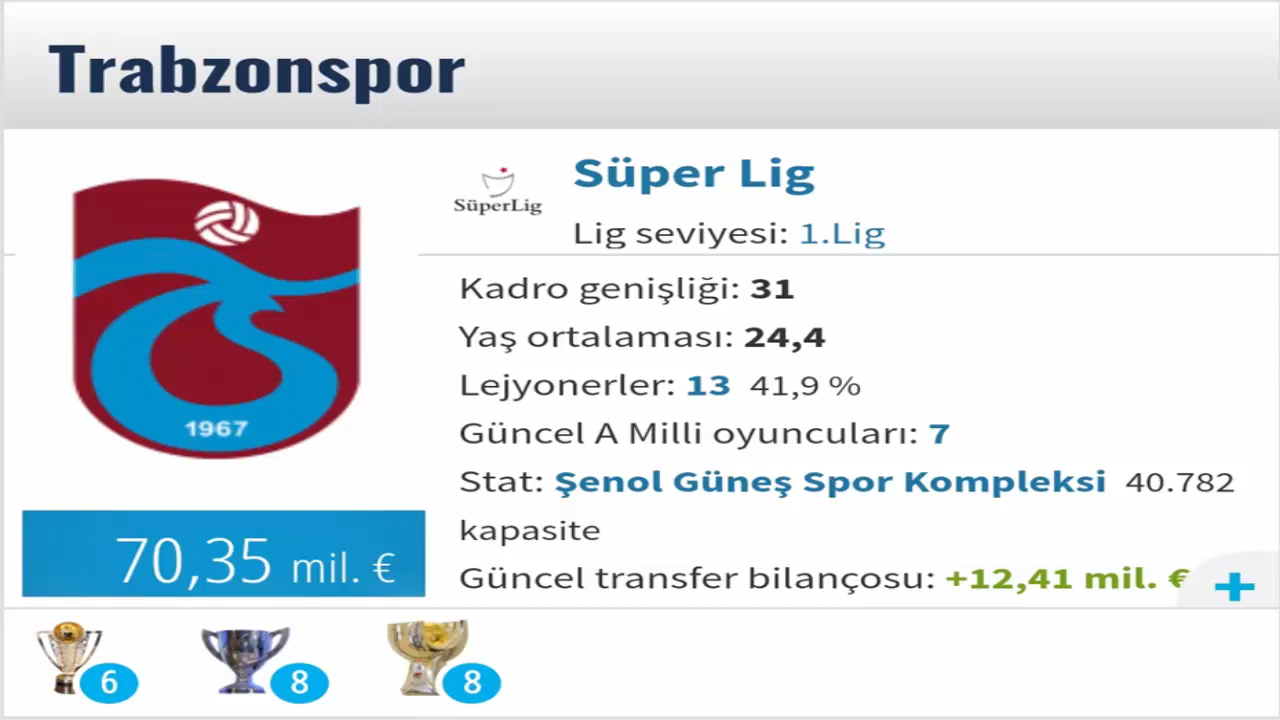 Trabzonspor
SüperLig
Süper Lig
Lig seviyesi: 1.Lig
1967
70,35 mil. €
Kadro genişliği: 31
Yaş ortalaması: 24,4
Lejyonerler: 13 41,9 %
Güncel A Milli oyuncuları: 7
Stat: Şenol Güneş Spor Kompleksi 40.782
kapasite
Güncel transfer bilançosu: +12,41 mil. €
+
6
8
8